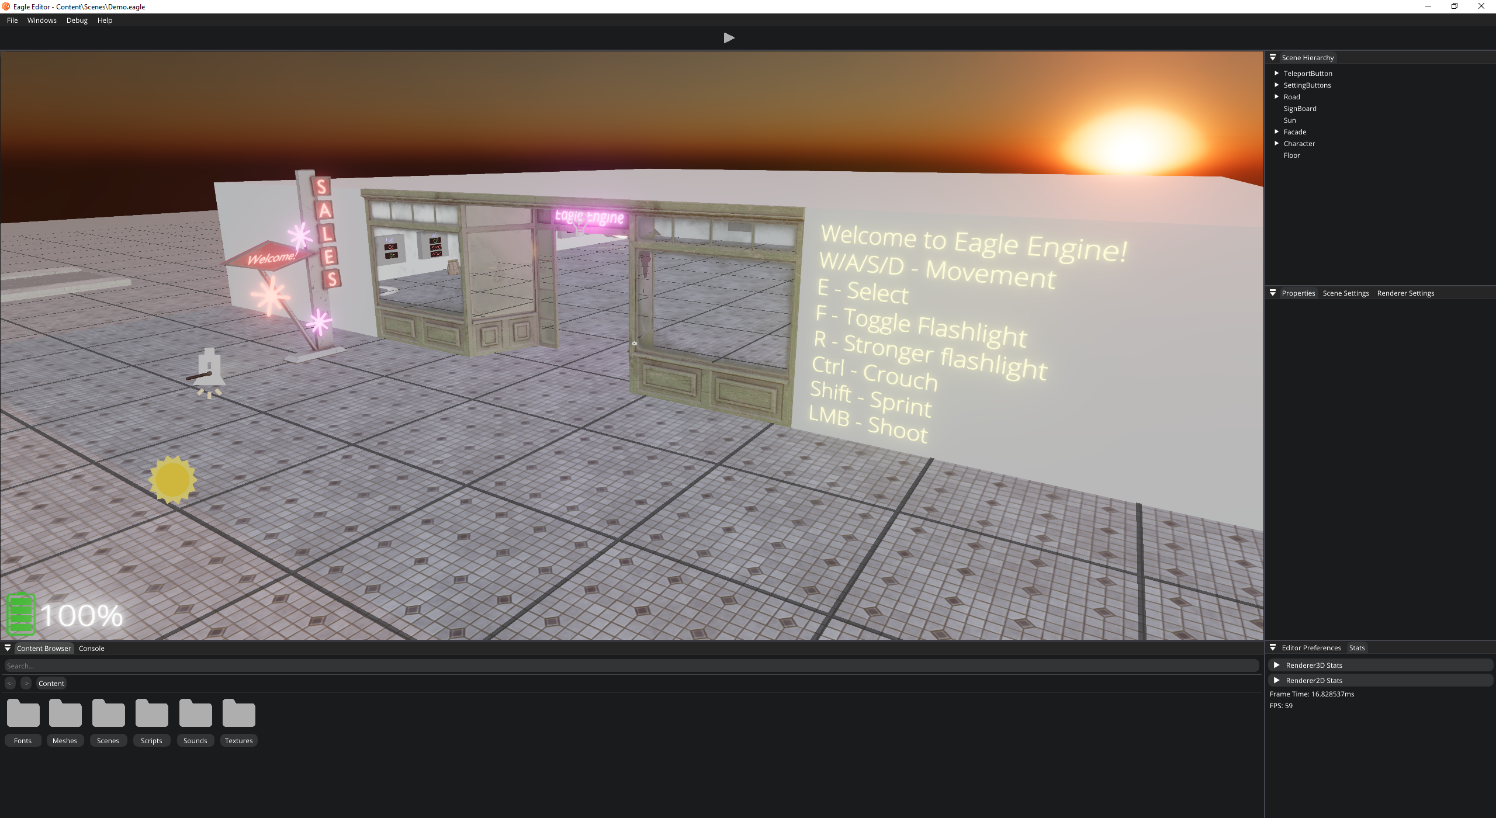 Eagle Editor - Content\Scenes\Demo.eagle
File Windows Debug Help
Scene Hierarchy
TeleportButton
SettingButtons
Road
SignBoard
Sun
Facade
Character
Floor
SALES
Welcome!
Eagle Engine
Welcome to Eagle Engine!
W/A/S/D - Movement
E - Select
F - Toggle Flashlight
R - Stronger flashlight
Ctrl - Crouch
Shift - Sprint
LMB - Shoot
100%
Properties Scene Settings Renderer Settings
Content Browser Console
Search...
Content
Fonts Meshes Scenes Scripts Sounds Textures
Editor Preferences Stats
Renderer3D Stats
Renderer2D Stats
Frame Time: 16.828537ms
FPS: 59